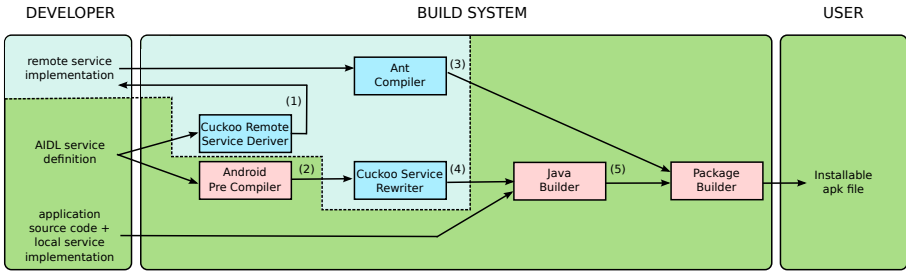 DEVELOPER
BUILD SYSTEM
USER
remote service
implementation
Ant
Compiler
(3)
(1)
Cuckoo Remote
Service Deriver
AIDL service
definition
Android
Pre Compiler
(2)
Cuckoo Service
Rewriter
(4)
Java
Builder
(5)
Package
Builder
Installable
apk file
application
source code +
local service
implementation